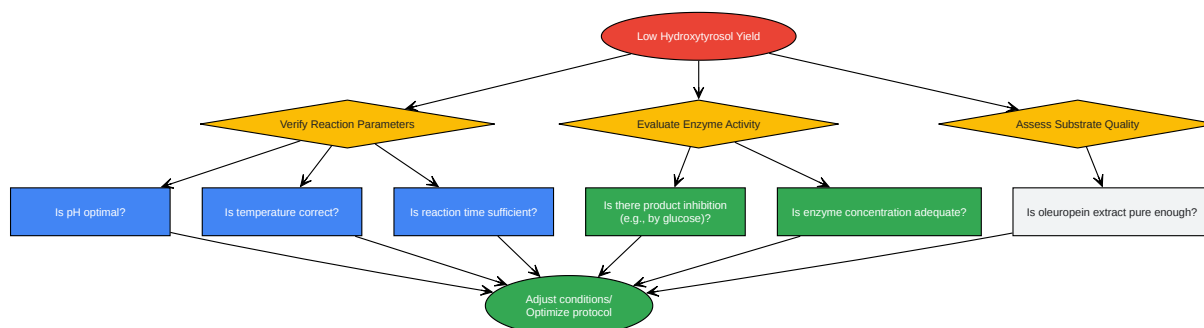 Low Hydroxytyrosol Yield
Verify Reaction Parameters
Evaluate Enzyme Activity
Assess Substrate Quality
Is pH optimal?
Is temperature correct?
Is reaction time sufficient?
Is there product inhibition
(e.g., by glucose)?
Is enzyme concentration adequate?
Is oleuropein extract pure enough?
Adjust conditions/
Optimize protocol